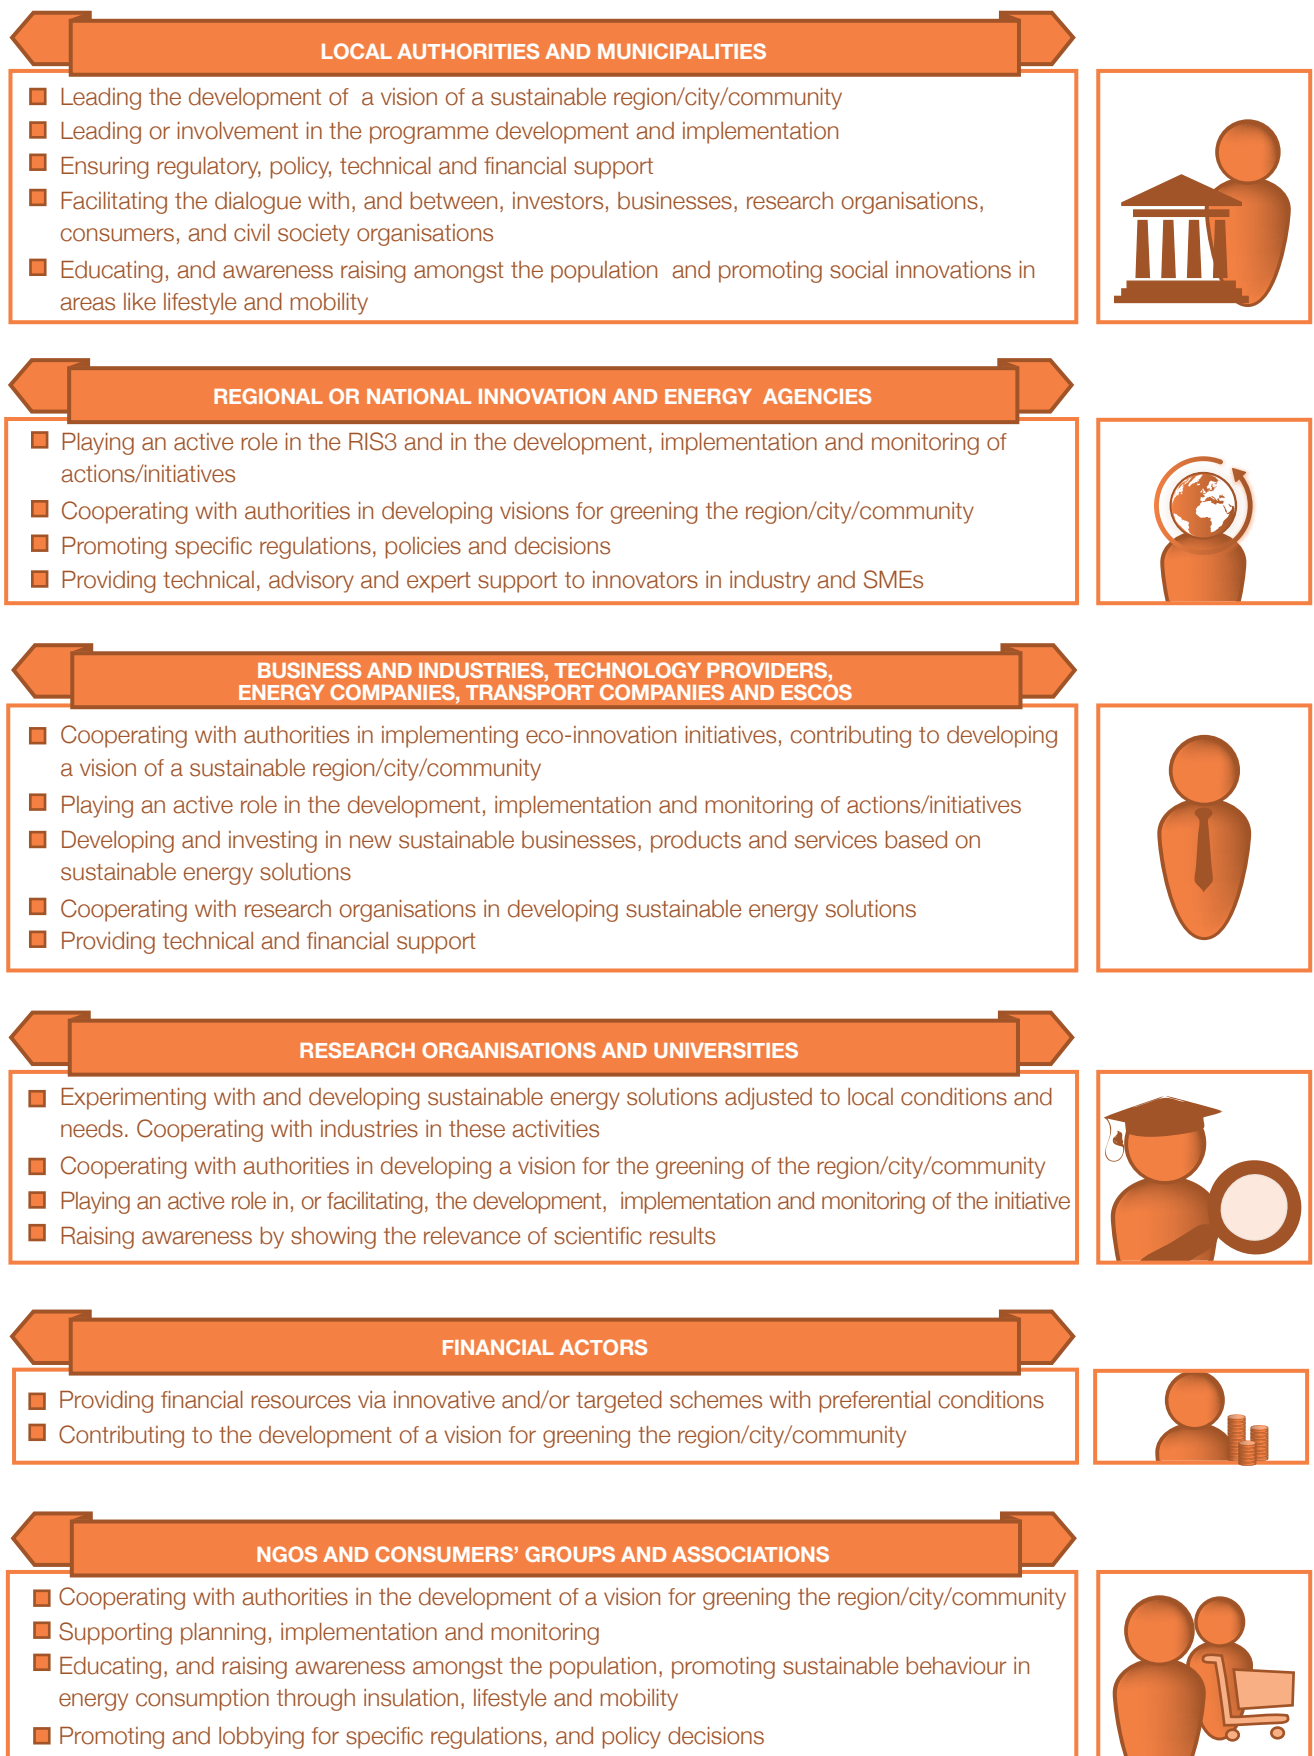 LOCAL AUTHORITIES AND MUNICIPALITIES
Leading the development of a vision of a sustainable region/city/community
Leading or involvement in the programme development and implementation
Ensuring regulatory, policy, technical and financial support
Facilitating the dialogue with, and between, investors, businesses, research organisations,
consumers, and civil society organisations
Educating, and awareness raising amongst the population and promoting social innovations in
areas like lifestyle and mobility
REGIONAL OR NATIONAL INNOVATION AND ENERGY AGENCIES
Playing an active role in the RIS3 and in the development, implementation and monitoring of
actions/initiatives
Cooperating with authorities in developing visions for greening the region/city/community
Promoting specific regulations, policies and decisions
Providing technical, advisory and expert support to innovators in industry and SMEs
BUSINESS AND INDUSTRIES, TECHNOLOGY PROVIDERS,
ENERGY COMPANIES, TRANSPORT COMPANIES AND ESCOS
Cooperating with authorities in implementing eco-innovation initiatives, contributing to developing
a vision of a sustainable region/city/community
Playing an active role in the development, implementation and monitoring of actions/initiatives
Developing and investing in new sustainable businesses, products and services based on
sustainable energy solutions
Cooperating with research organisations in developing sustainable energy solutions
Providing technical and financial support
RESEARCH ORGANISATIONS AND UNIVERSITIES
Experimenting with and developing sustainable energy solutions adjusted to local conditions and
needs. Cooperating with industries in these activities
Cooperating with authorities in developing a vision for the greening of the region/city/community
Playing an active role in, or facilitating, the development, implementation and monitoring of the initiative
Raising awareness by showing the relevance of scientific results
FINANCIAL ACTORS
Providing financial resources via innovative and/or targeted schemes with preferential conditions
Contributing to the development of a vision for greening the region/city/community
NGOS AND CONSUMERS’ GROUPS AND ASSOCIATIONS
Cooperating with authorities in the development of a vision for greening the region/city/community
Supporting planning, implementation and monitoring
Educating, and raising awareness amongst the population, promoting sustainable behaviour in
energy consumption through insulation, lifestyle and mobility
Promoting and lobbying for specific regulations, and policy decisions